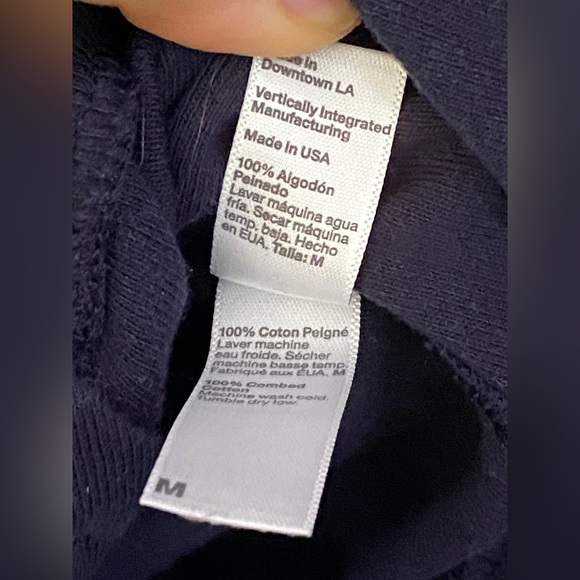 in
Downtown LA
Vertically Integrated
Manufacturing
Made in USA
100% Algodón
Peinado
Lavar máquina agua
fría. Secar máquina
temp. baja. Hecho
en EUA. Talla: M
100% Coton Peigné
Laver machine
eau froide. Sécher
machine basse temp.
Fabriqué aux ÉUA. M
100% Combed
Cotton
Machine wash cold.
Tumble dry low.
M